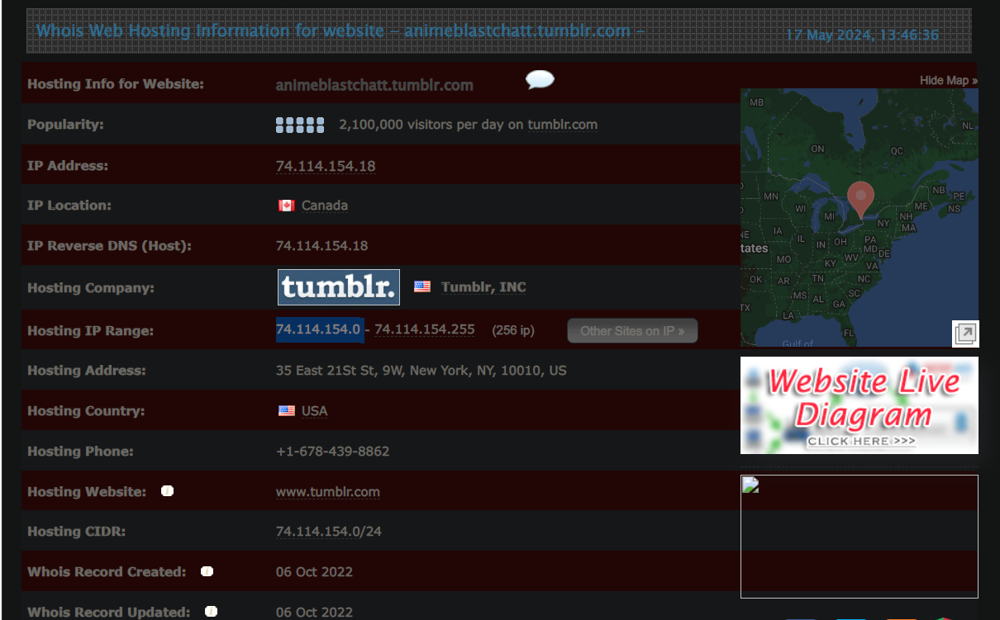 Whois Web Hosting Information for website - animeblastchatt.tumblr.com -
17 May 2024, 13:46:36
Hosting Info for Website: animeblastchatt.tumblr.com
Hide Map »
Popularity: 2,100,000 visitors per day on tumblr.com
IP Address: 74.114.154.18
IP Location: Canada
IP Reverse DNS (Host): 74.114.154.18
Hosting Company: tumblr. Tumblr, INC
Hosting IP Range: 74.114.154.0 - 74.114.154.255 (256 ip) Other Sites on IP »
Hosting Address: 35 East 21St St, 9W, New York, NY, 10010, US
Hosting Country: USA
Hosting Phone: +1-678-439-8862
Hosting Website: www.tumblr.com
Hosting CIDR: 74.114.154.0/24
Whois Record Created: 06 Oct 2022
Whois Record Updated: 06 Oct 2022
MB
NL
ON QC
NB PE
MN ME NS
WI
MI NH
NY MA
IA
NE
IL IN OH PA
tates MD DE
MO WV
KY VA
OK AR TN NC
MS AL SC
TX GA
LA
FL
Gulf of
Website Live
Diagram
CLICK HERE >>>